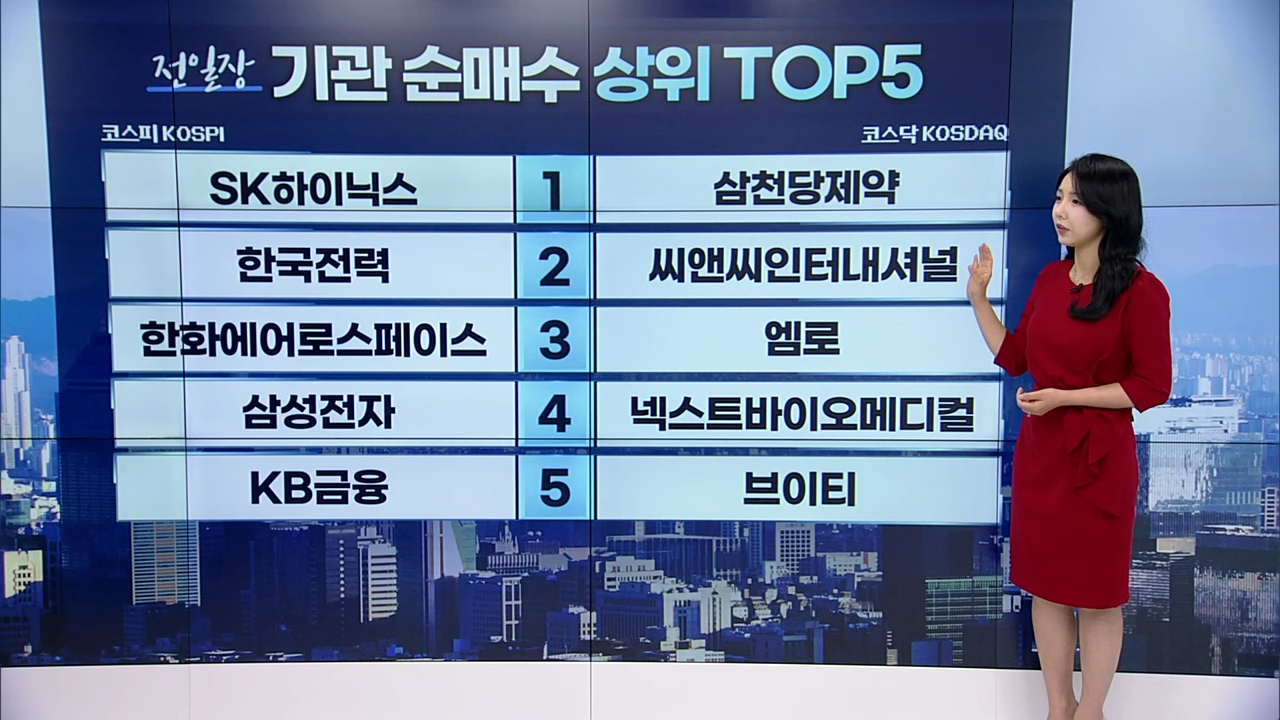 전일장 기관 순매수 상위 TOP5
코스피 KOSPI 코스닥 KOSDAQ
SK하이닉스 1 삼천당제약
한국전력 2 씨앤씨인터내셔널
한화에어로스페이스 3 엠로
삼성전자 4 넥스트바이오메디컬
KB금융 5 브이티